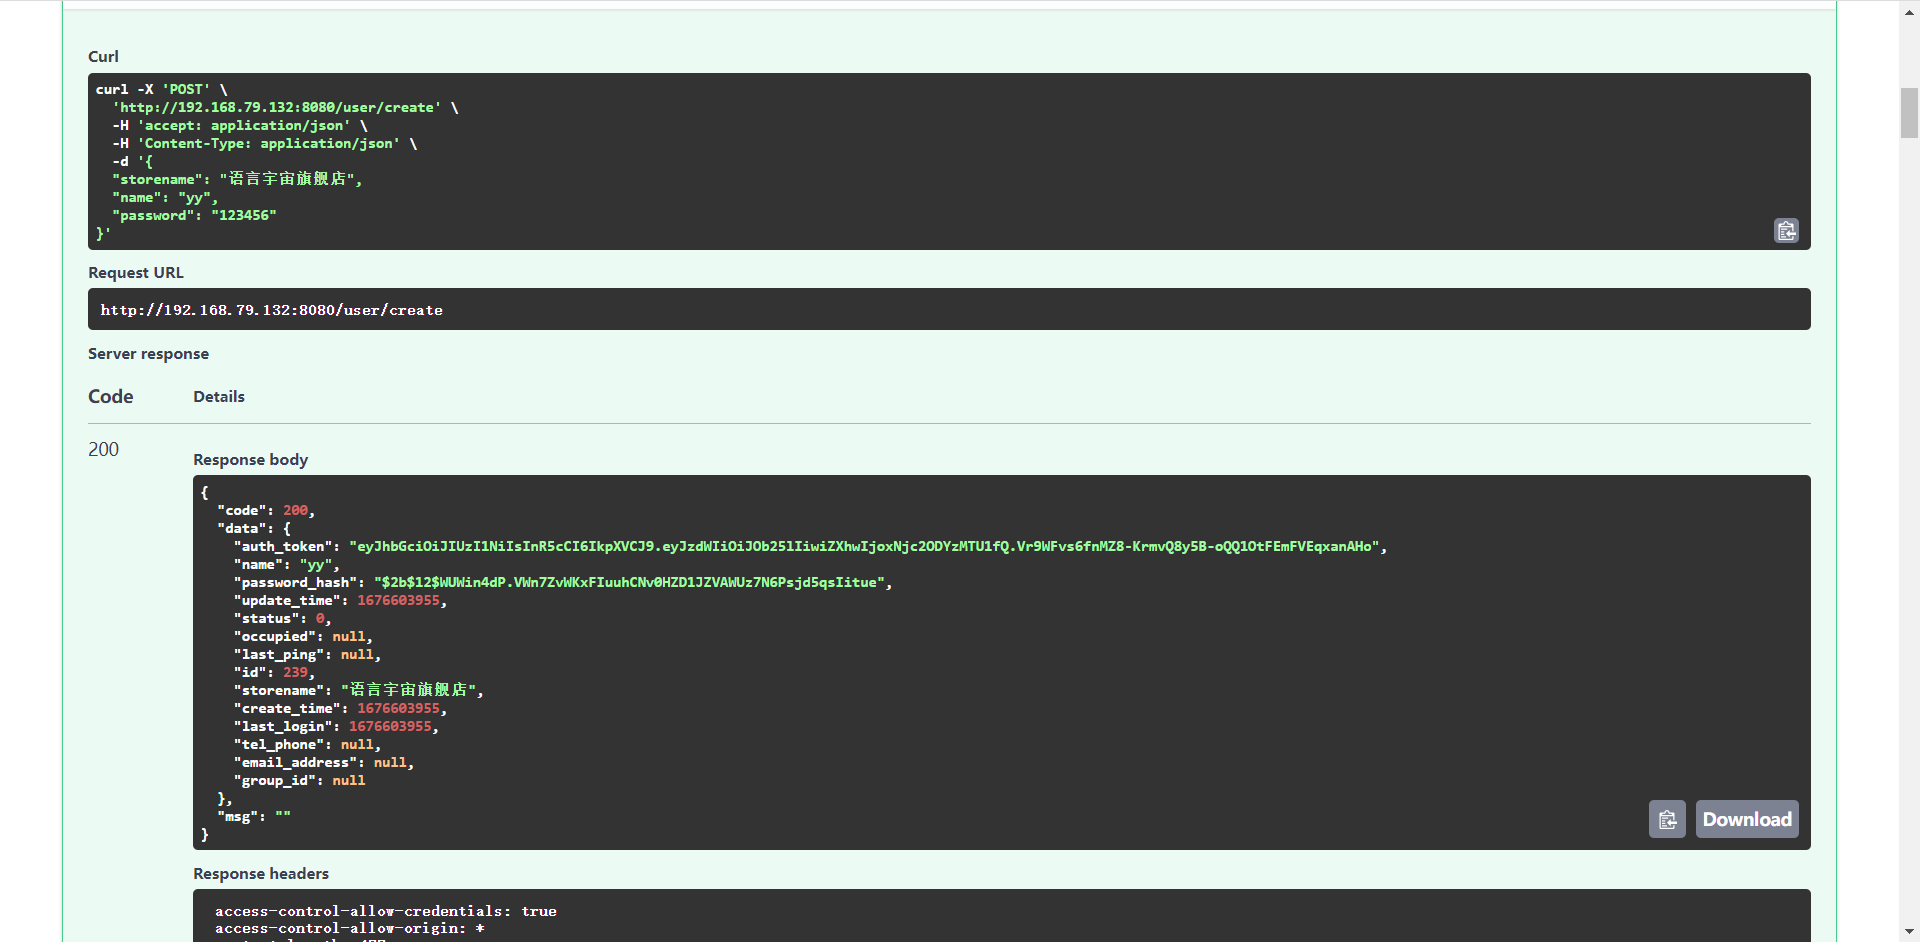 Curl
curl -X 'POST' \
'http://192.168.79.132:8080/user/create' \
-H 'accept: application/json' \
-H 'Content-Type: application/json' \
-d '{
"storename": "语言宇宙旗舰店",
"name": "yy",
"password": "123456"
}'
Request URL
http://192.168.79.132:8080/user/create
Server response
Code Details
200
Response body
{
"code": 200,
"data": {
"auth_token": "eyJhbGciOiJIUzI1NiIsInR5cCI6IkpXVCJ9.eyJzdWIiOiJOb25lIiwiZXhwIjoxNjc2ODYzMTU1fQ.Vr9WFvs6fnMZ8-KrmvQ8y5B-oQQ1OtFEmFVEqxanAHo",
"name": "yy",
"password_hash": "$2b$12$WUWin4dP.VWn7ZvWKxFIuuhCNv0HZD1JZVAWUz7N6Psjd5qsIitue",
"update_time": 1676603955,
"status": 0,
"occupied": null,
"last_ping": null,
"id": 239,
"storename": "语言宇宙旗舰店",
"create_time": 1676603955,
"last_login": 1676603955,
"tel_phone": null,
"email_address": null,
"group_id": null
},
"msg": ""
}
Download
Response headers
access-control-allow-credentials: true
access-control-allow-origin: *